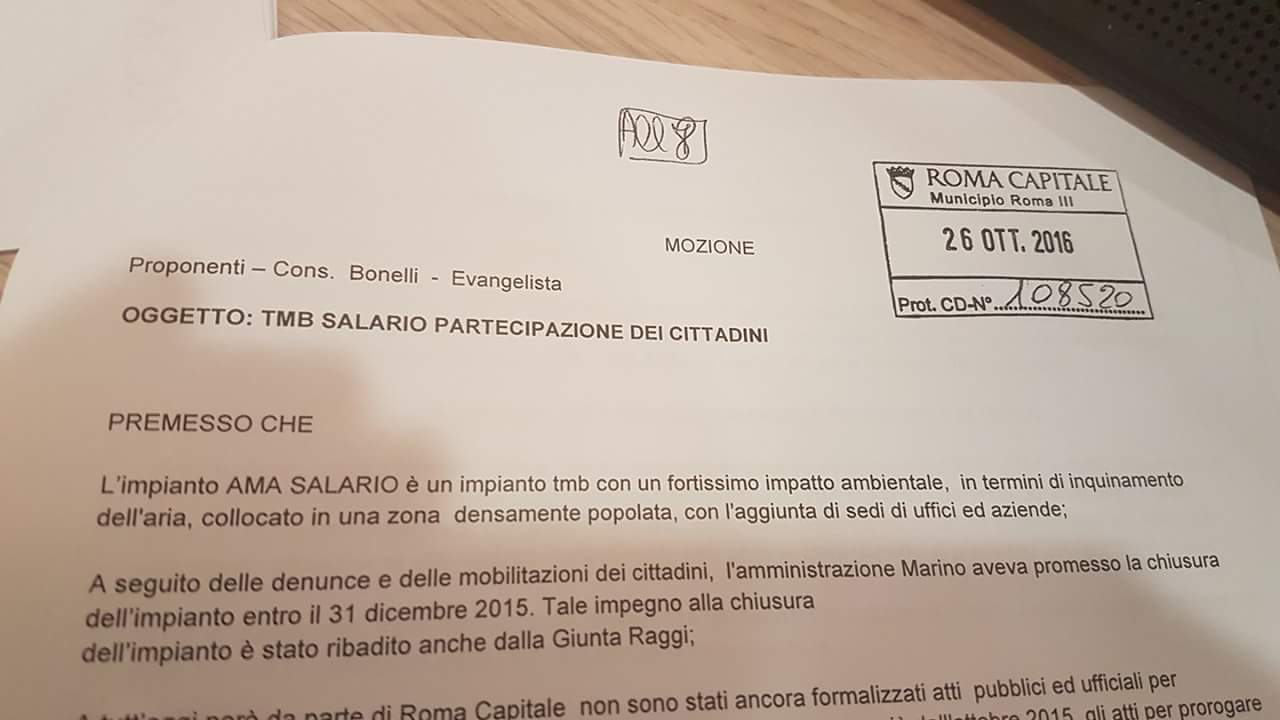 All 8
ROMA CAPITALE
Municipio Roma III
26 OTT. 2016
Prot. CD-N° 108520
MOZIONE
Proponenti – Cons. Bonelli - Evangelista
OGGETTO: TMB SALARIO PARTECIPAZIONE DEI CITTADINI
PREMESSO CHE
L'impianto AMA SALARIO è un impianto tmb con un fortissimo impatto ambientale, in termini di inquinamento
dell'aria, collocato in una zona densamente popolata, con l'aggiunta di sedi di uffici ed aziende;
A seguito delle denunce e delle mobilitazioni dei cittadini, l'amministrazione Marino aveva promesso la chiusura
dell'impianto entro il 31 dicembre 2015. Tale impegno alla chiusura
dell'impianto è stato ribadito anche dalla Giunta Raggi;
però da parte di Roma Capitale non sono stati ancora formalizzati atti pubblici ed ufficiali per
2015, gli atti per prorogare